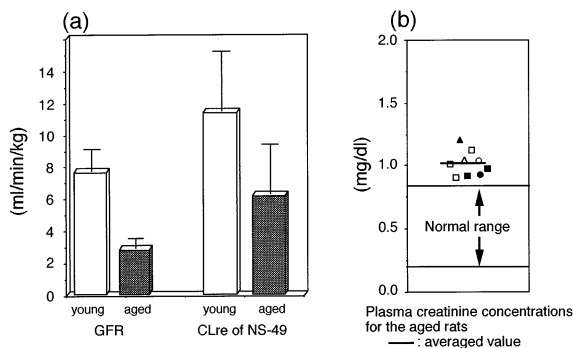 (a)
(ml/min/kg)
14
12
10
8
6
4
2
0
young aged young aged
GFR CLre of NS-49
(b)
(mg/dl)
2.0
1.5
1.0
0.5
0.0
Normal range
Plasma creatinine concentrations
for the aged rats
: averaged value